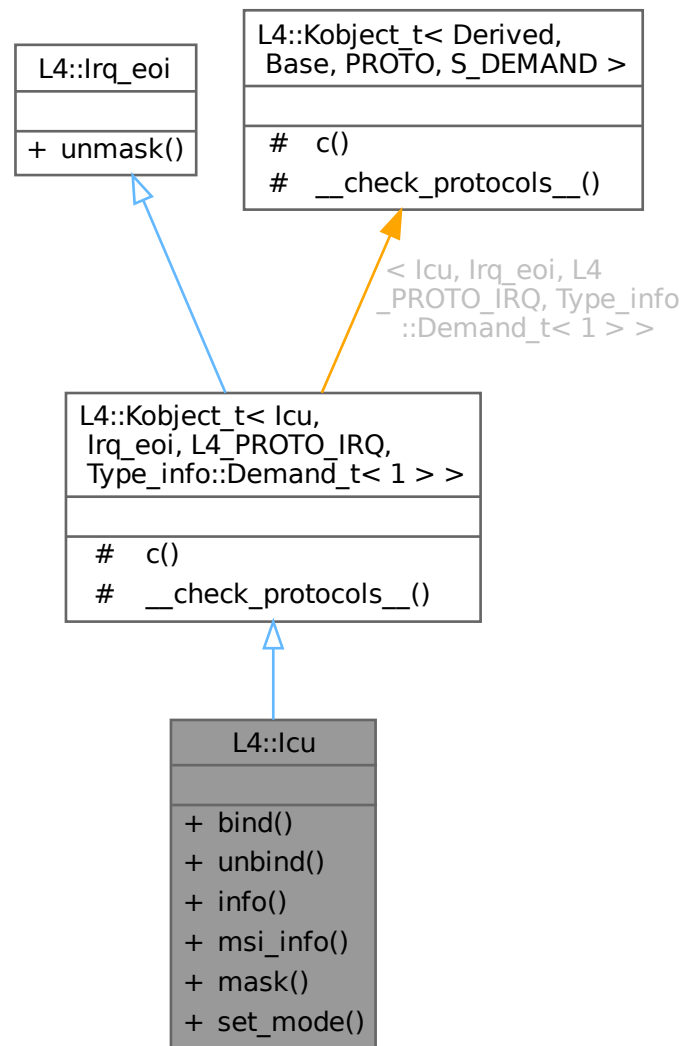 L4::Irq_eoi
+ unmask()
L4::Kobject_t< Derived,
Base, PROTO, S_DEMAND >
# c()
# __check_protocols__()
< Icu, Irq_eoi, L4
_PROTO_IRQ, Type_info
::Demand_t< 1 > >
L4::Kobject_t< Icu,
Irq_eoi, L4_PROTO_IRQ,
Type_info::Demand_t< 1 > >
# c()
# __check_protocols__()
L4::Icu
+ bind()
+ unbind()
+ info()
+ msi_info()
+ mask()
+ set_mode()